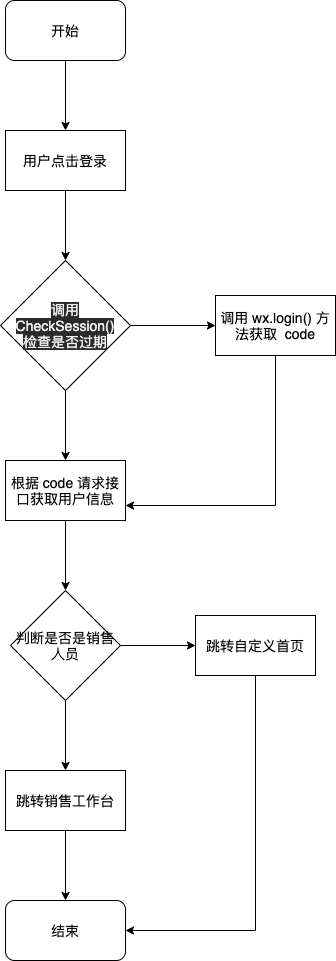 开始
用户点击登录
调用
CheckSession()
检查是否过期
调用 wx.login() 方
法获取 code
根据 code 请求接
口获取用户信息
判断是否是销售
人员
跳转自定义首页
跳转销售工作台
结束